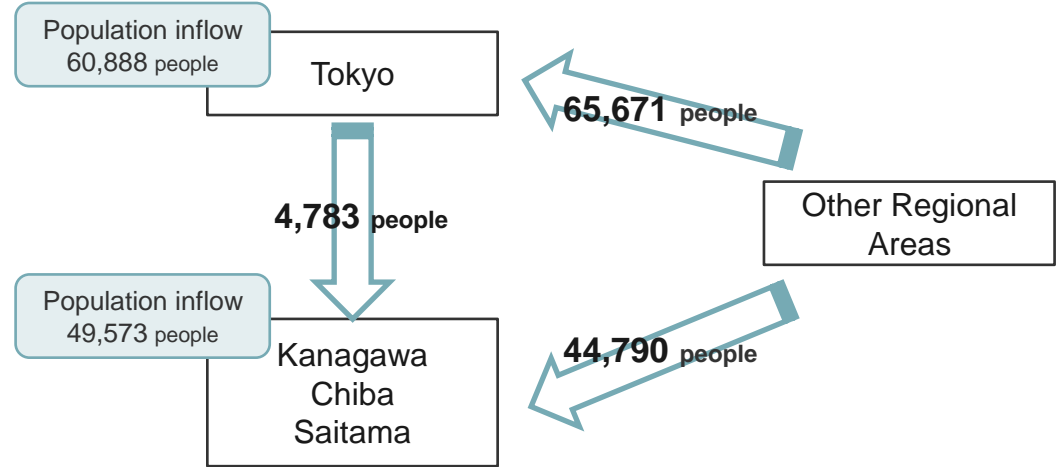 Population inflow
60,888 people
Tokyo
65,671 people
4,783 people
Other Regional
Areas
Population inflow
49,573 people
Kanagawa
Chiba
Saitama
44,790 people